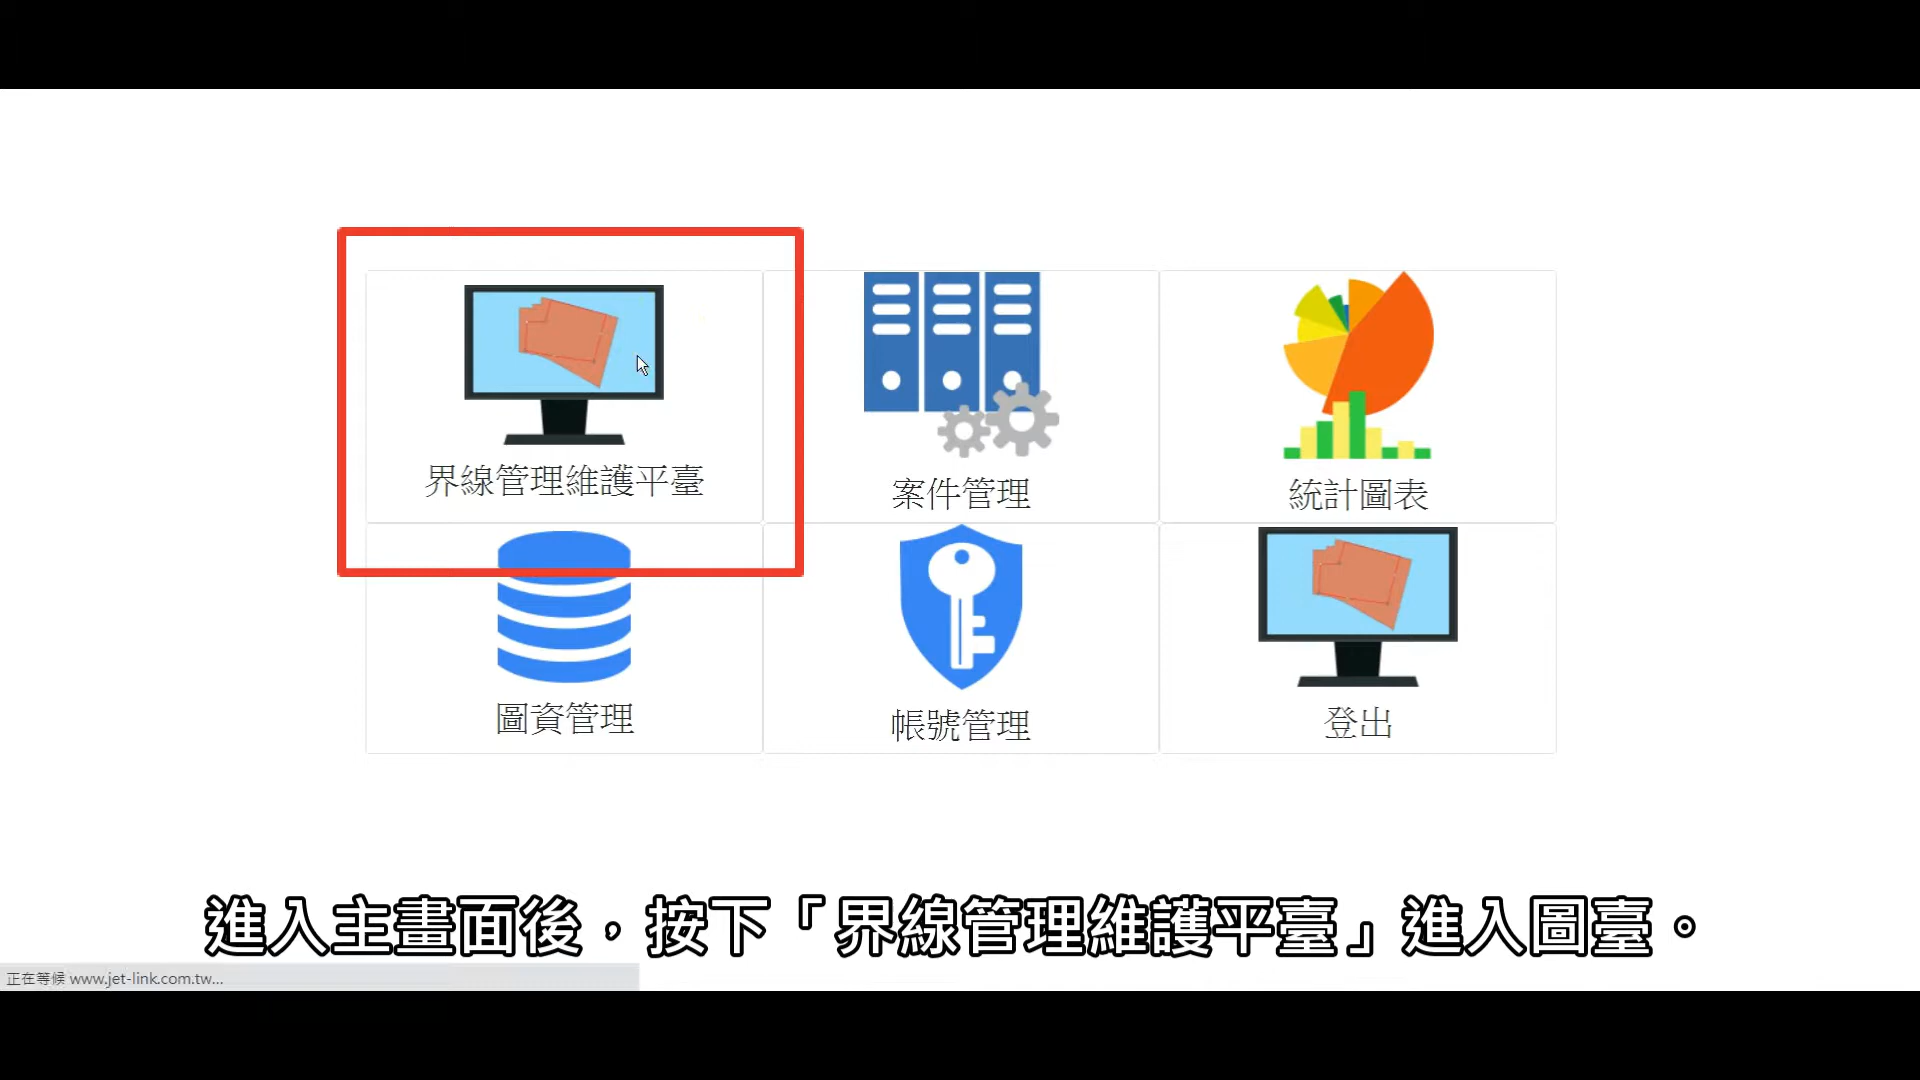 界線管理維護平臺
案件管理
統計圖表
圖資管理
帳號管理
登出
進入主畫面後，按下「界線管理維護平臺」進入圖臺。
正在等候 www.jet-link.com.tw...